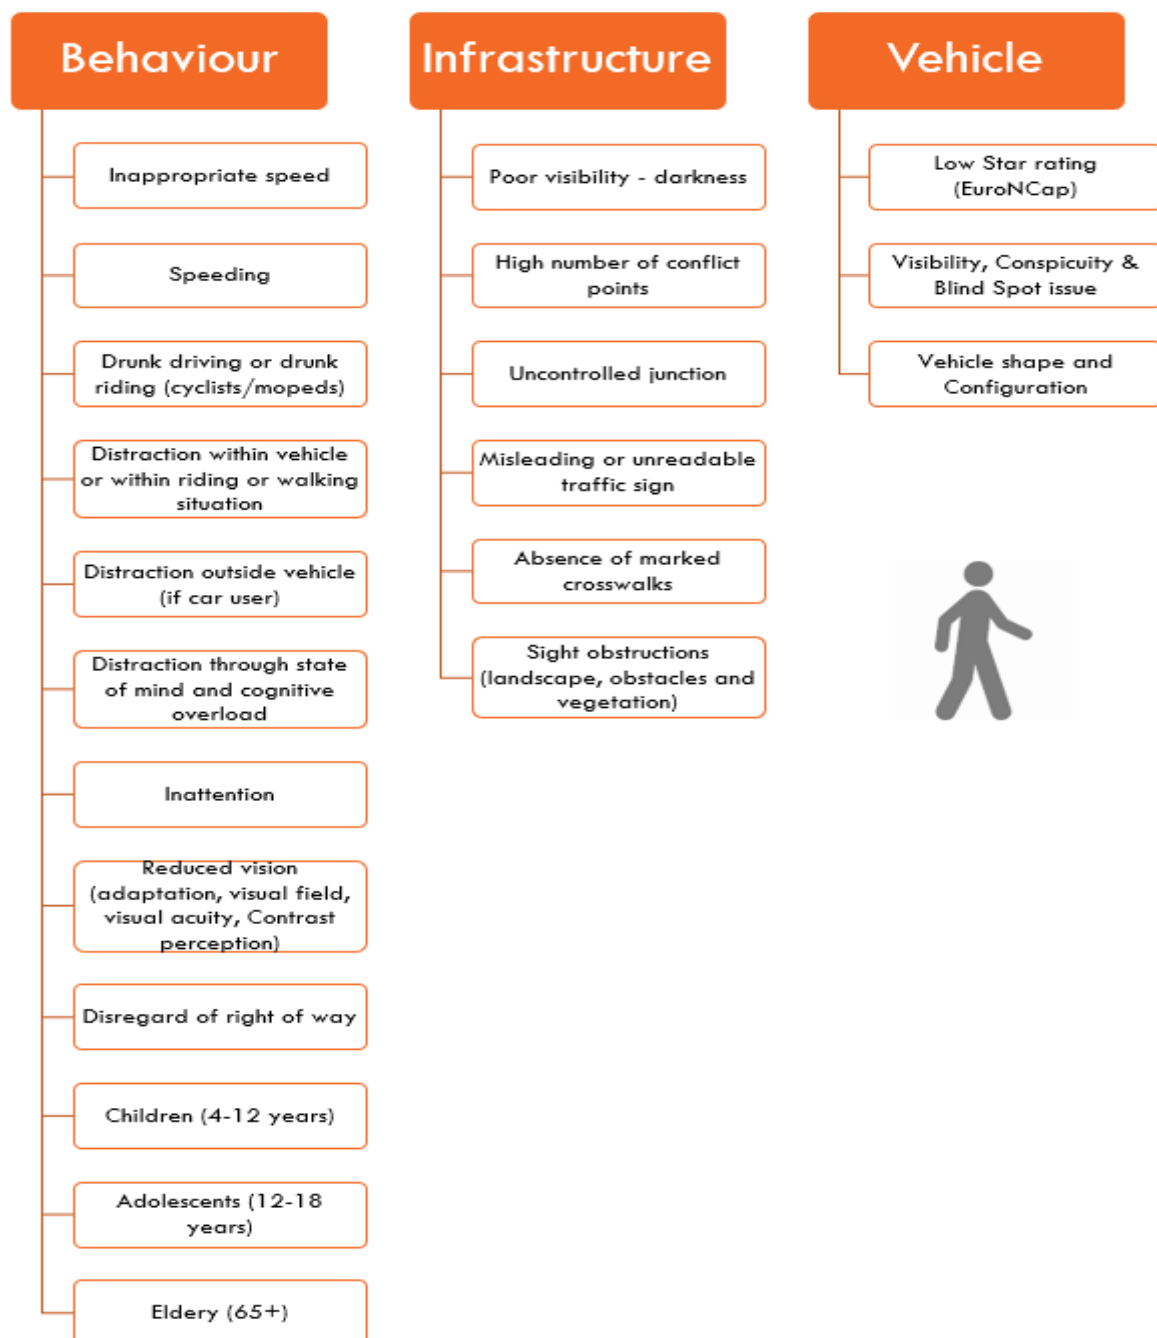 Behaviour
Inappropriate speed
Speeding
Drunk driving or drunk
riding (cyclists/mopeds)
Distraction within vehicle
or within riding or walking
situation
Distraction outside vehicle
(if car user)
Distraction through state
of mind and cognitive
overload
Inattention
Reduced vision
(adaptation, visual field,
visual acuity, Contrast
perception)
Disregard of right of way
Children (4-12 years)
Adolescents (12-18
years)
Eldery (65+)
Infrastructure
Poor visibility - darkness
High number of conflict
points
Uncontrolled junction
Misleading or unreadable
traffic sign
Absence of marked
crosswalks
Sight obstructions
(landscape, obstacles and
vegetation)
Vehicle
Low Star rating
(EuroNCap)
Visibility, Conspicuity &
Blind Spot issue
Vehicle shape and
Configuration